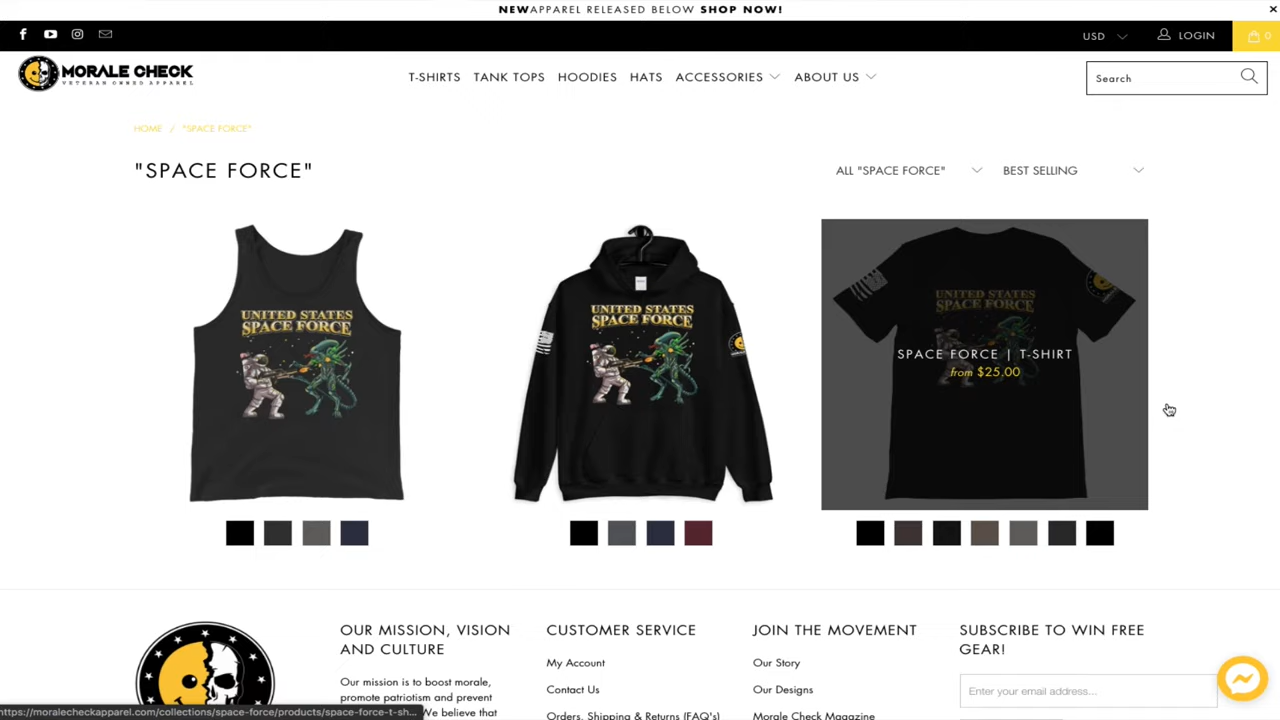 NEW APPAREL RELEASED BELOW SHOP NOW! ×
USD
LOGIN
0
MORALE CHECK
VETERAN OWNED APPAREL
T-SHIRTS TANK TOPS HOODIES HATS ACCESSORIES ABOUT US
Search
HOME / "SPACE FORCE"
"SPACE FORCE"
ALL "SPACE FORCE"
BEST SELLING
UNITED STATES
SPACE FORCE
UNITED STATES
SPACE FORCE
UNITED STATES
SPACE FORCE
SPACE FORCE | T-SHIRT
from $25.00
OUR MISSION, VISION
AND CULTURE
Our mission is to boost morale,
promote patriotism and prevent
We believe that
CUSTOMER SERVICE
My Account
Contact Us
Orders, Shipping & Returns (FAQ's)
JOIN THE MOVEMENT
Our Story
Our Designs
Morale Check Magazine
SUBSCRIBE TO WIN FREE
GEAR!
Enter your email address...
https://moralecheckapparel.com/collections/space-force/products/space-force-t-sh...